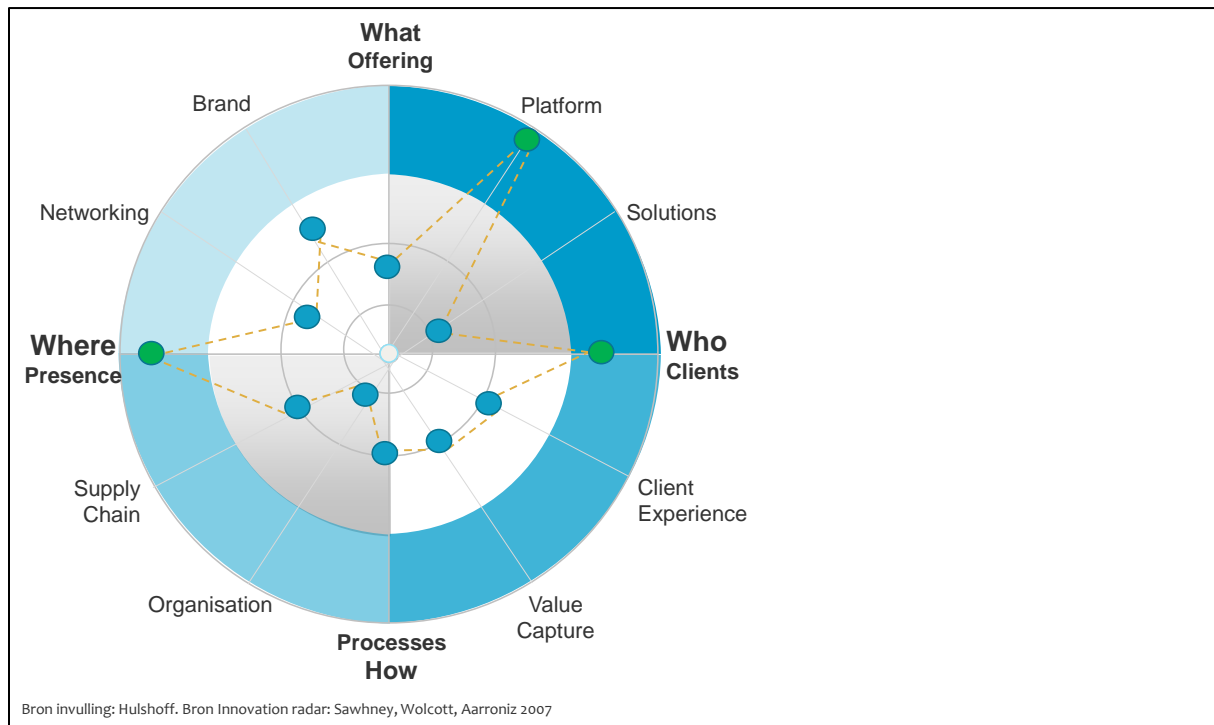 What
Offering
Brand
Platform
Networking
Solutions
Where
Presence
Who
Clients
Supply
Chain
Client
Experience
Organisation
Value
Capture
Processes
How
Bron invulling: Hulshoff. Bron Innovation radar: Sawhney, Wolcott, Aarroniz 2007